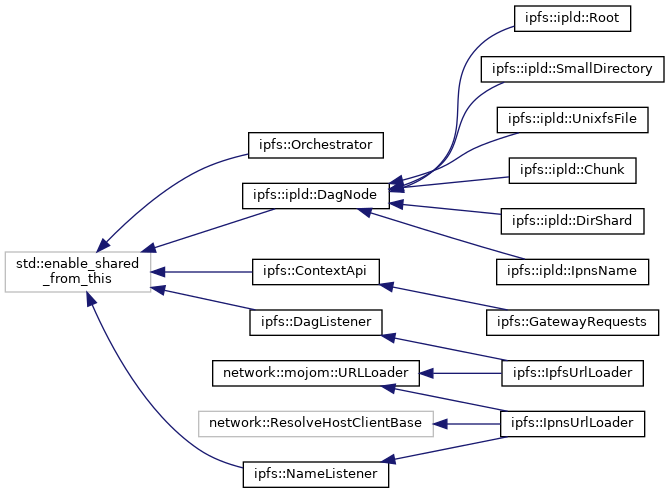 ipfs::ipld::Root
ipfs::ipld::SmallDirectory
ipfs::ipld::UnixfsFile
ipfs::Orchestrator
ipfs::ipld::Chunk
ipfs::ipld::DagNode
ipfs::ipld::DirShard
std::enable_shared
_from_this
ipfs::ContextApi
ipfs::ipld::IpnsName
ipfs::DagListener
ipfs::GatewayRequests
network::mojom::URLLoader
ipfs::IpfsUrlLoader
network::ResolveHostClientBase
ipfs::IpnsUrlLoader
ipfs::NameListener